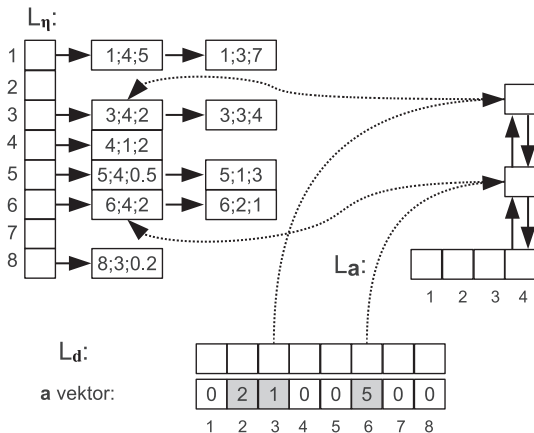 Lη:
1 1;4;5 1;3;7
2
3 3;4;2 3;3;4
4 4;1;2
5 5;4;0.5 5;1;3
6 6;4;2 6;2;1
7
8 8;3;0.2
La:
1 2 3 4
Ld:
a vektor: 0 2 1 0 0 5 0 0
1 2 3 4 5 6 7 8